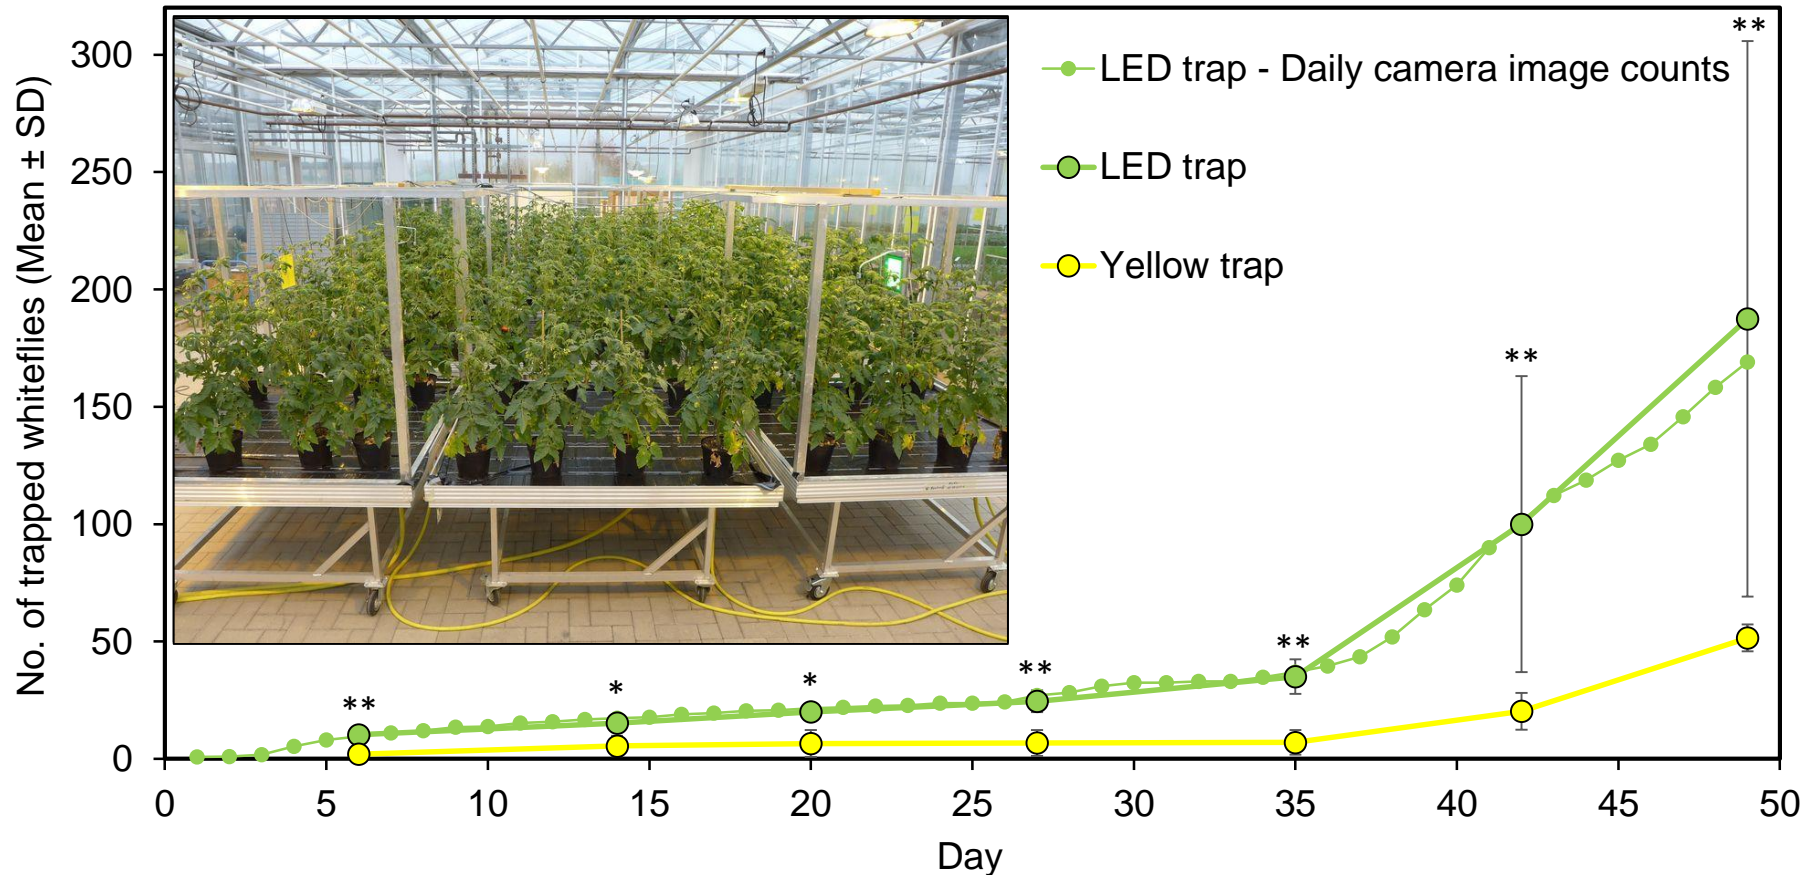 No. of trapped whiteflies (Mean ± SD)
300
250
200
150
100
50
0
LED trap - Daily camera image counts
LED trap
Yellow trap
**
*
*
**
**
**
**
0 5 10 15 20 25 30 35 40 45 50
Day